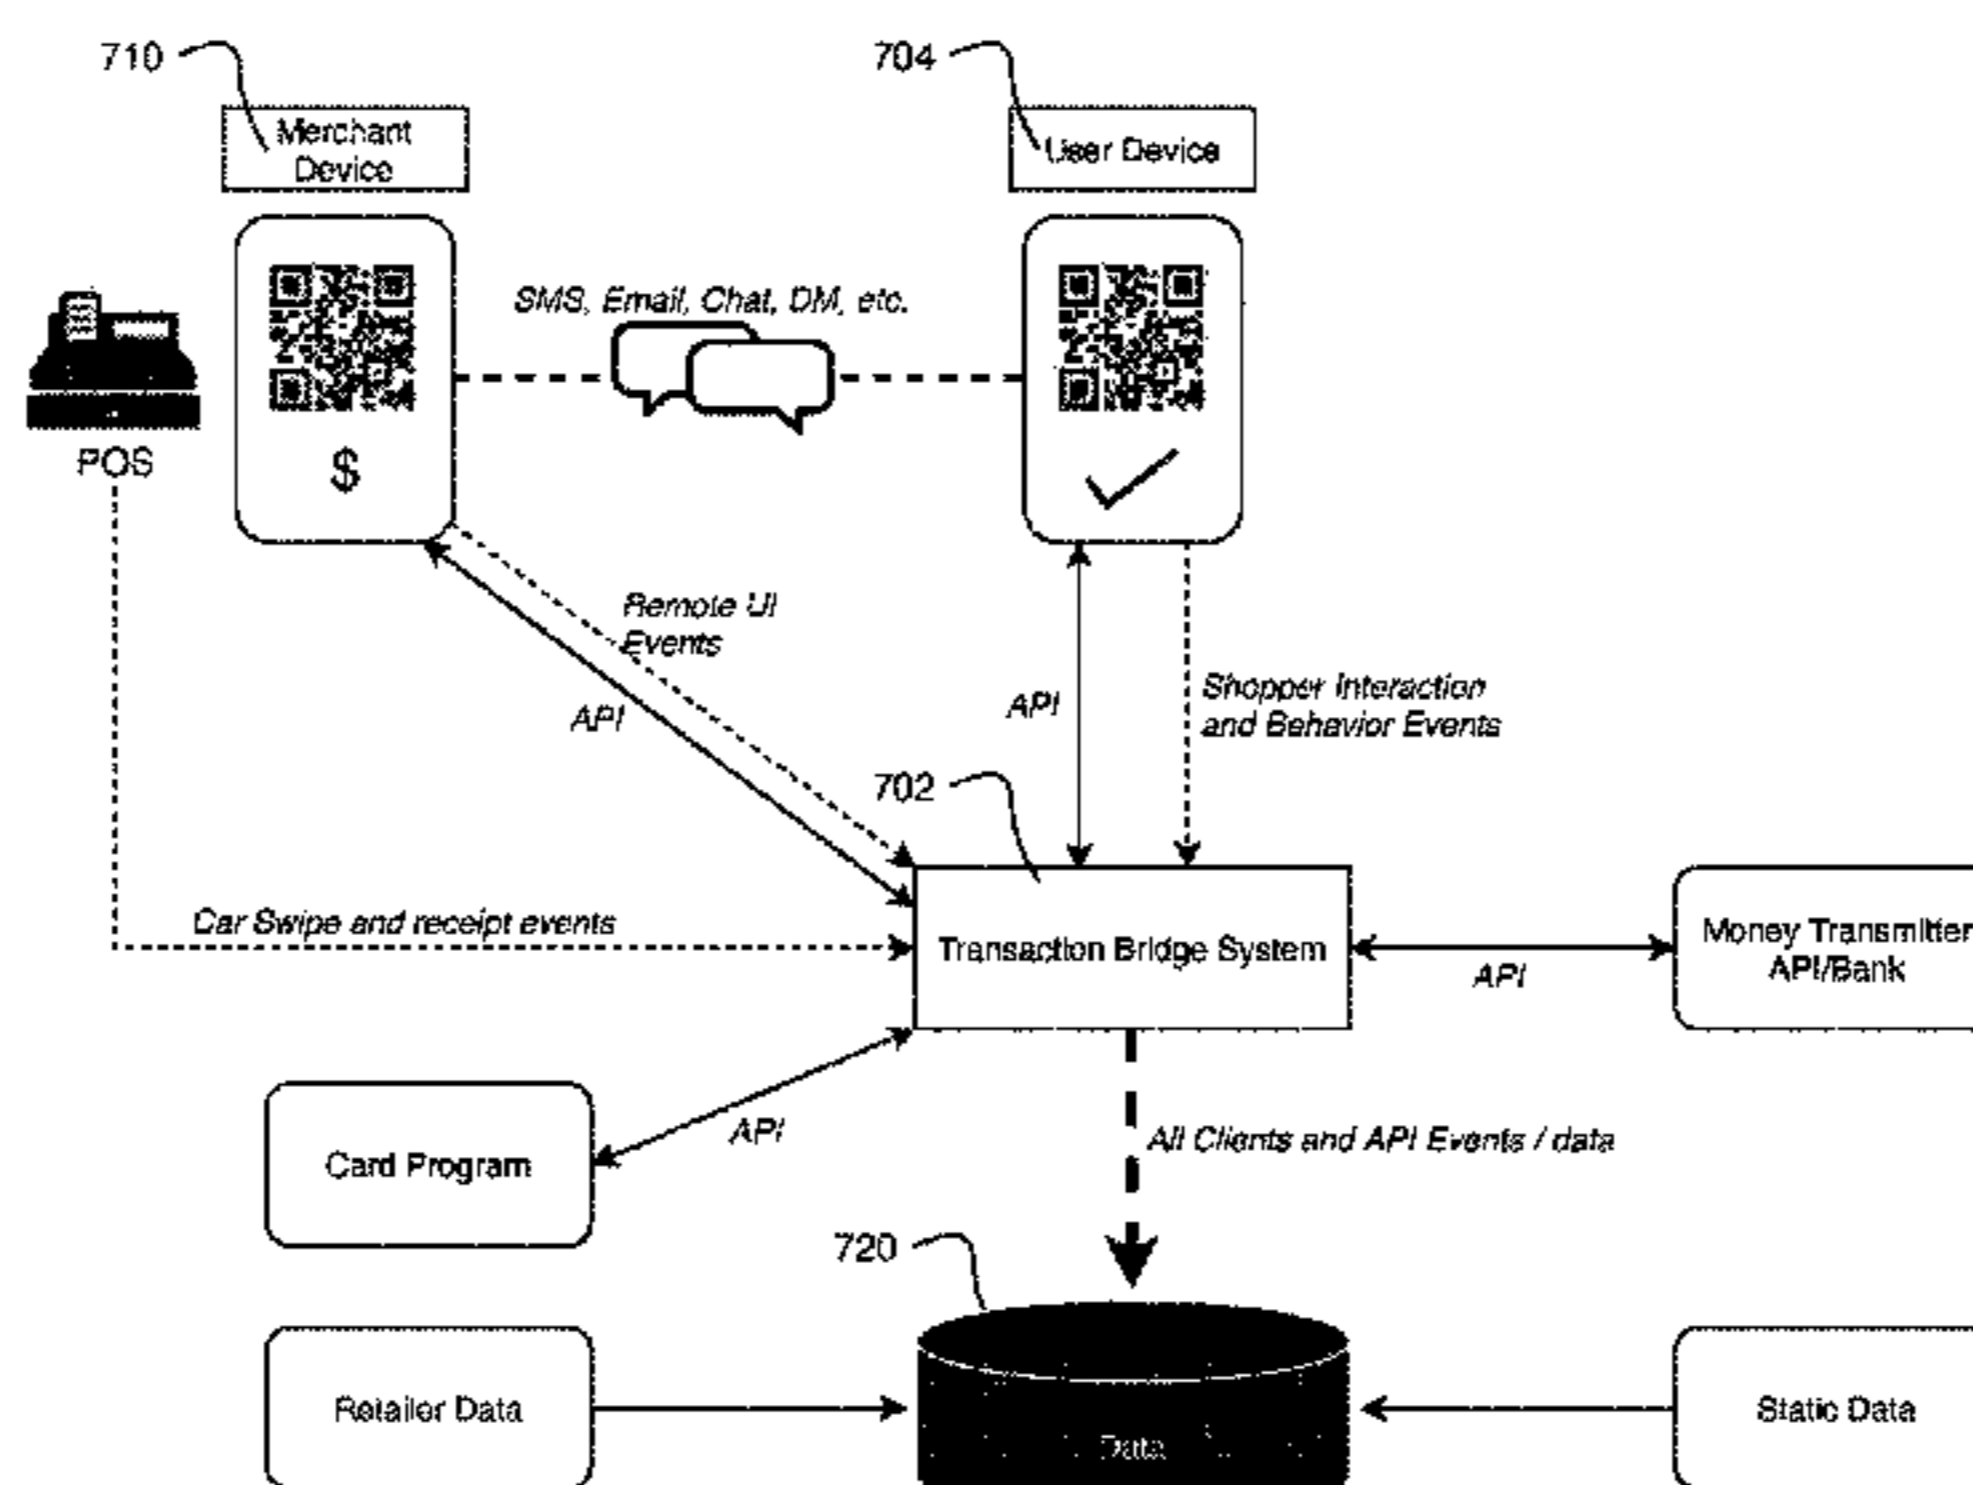 710
704
Merchant
Device
User Device
SMS, Email, Chat, DM, etc.
POS
$
Remote UI
Events
API
API
Shopper Interaction
and Behavior Events
702
Car Swipe and receipt events
Transaction Bridge System
API
Money Transmitter
API/Bank
API
Card Program
All Clients and API Events / data
720
Retailer Data
Data
Static Data